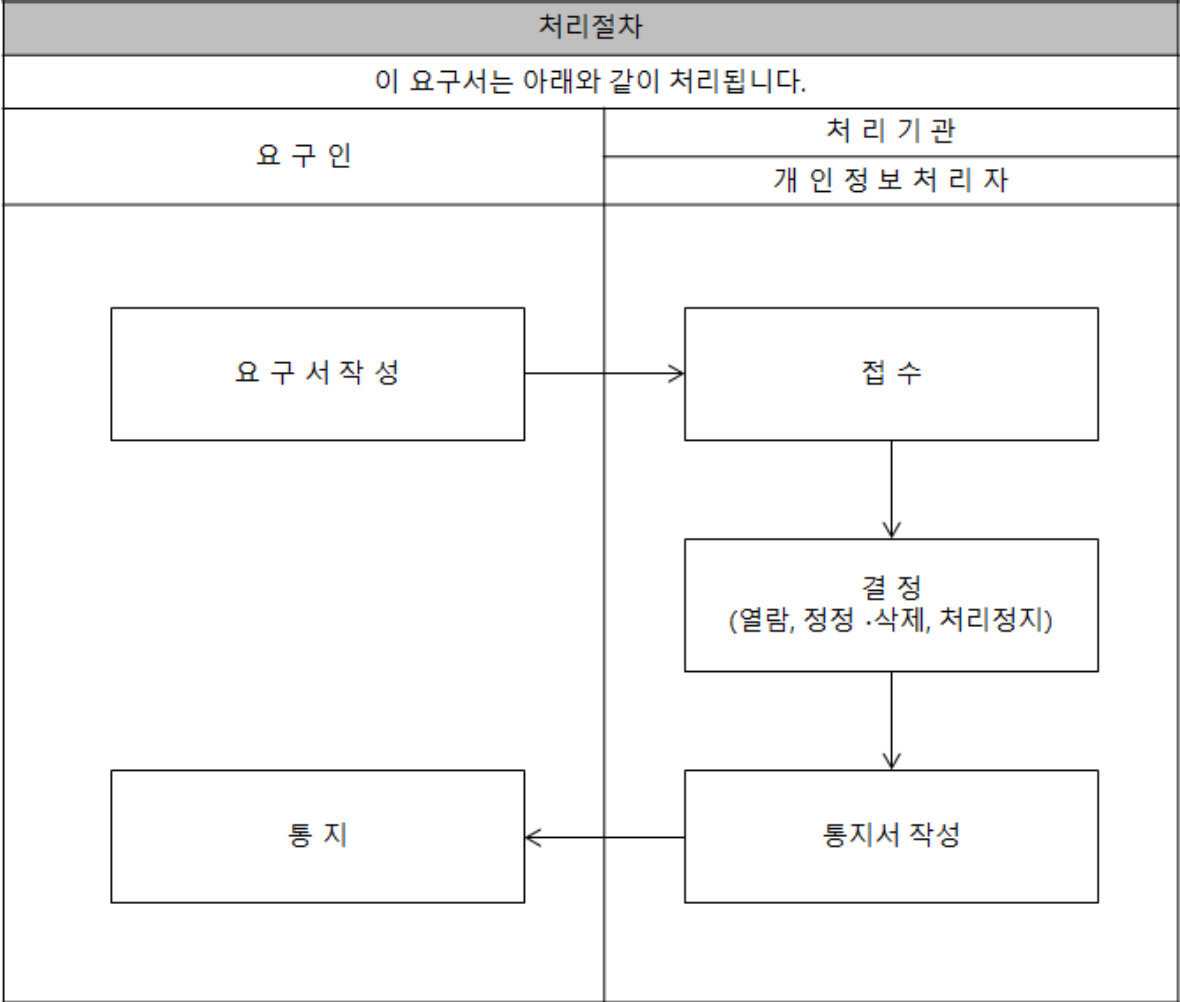 처리절차
이 요구서는 아래와 같이 처리됩니다.
요 구 인
처 리 기 관
개 인 정 보 처 리 자
요 구 서 작 성
접 수
결 정
(열람, 정정 ·삭제, 처리정지)
통 지
통지서 작성